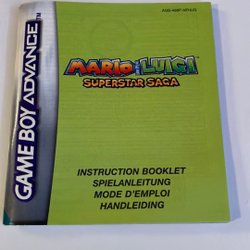 GAME BOY ADVANCE
MARIO & LUIGI
SUPERSTAR SAGA
INSTRUCTION BOOKLET
SPIELANLEITUNG
MODE D'EMPLOI
HANDLEIDING